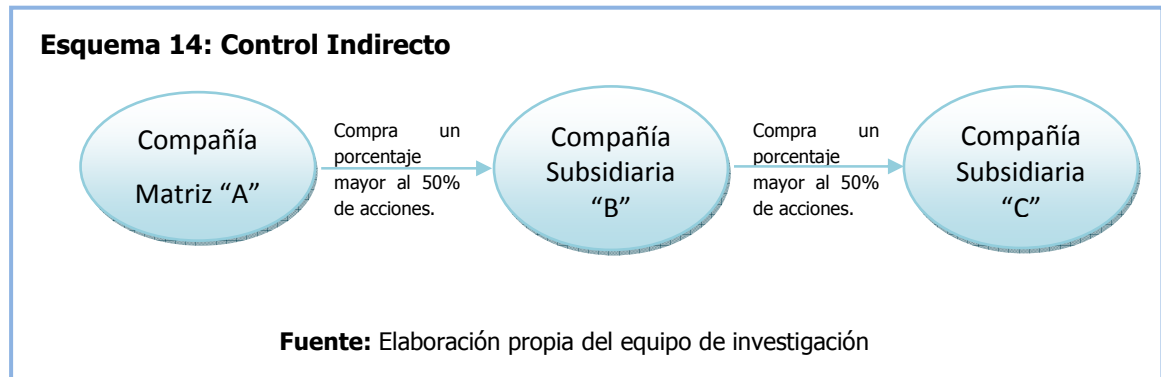 Esquema 14: Control Indirecto
Compañía
Matriz “A”
Compra un
porcentaje
mayor al 50%
de acciones.
Compañía
Subsidiaria
“B”
Compra un
porcentaje
mayor al 50%
de acciones.
Compañía
Subsidiaria
“C”
Fuente: Elaboración propia del equipo de investigación